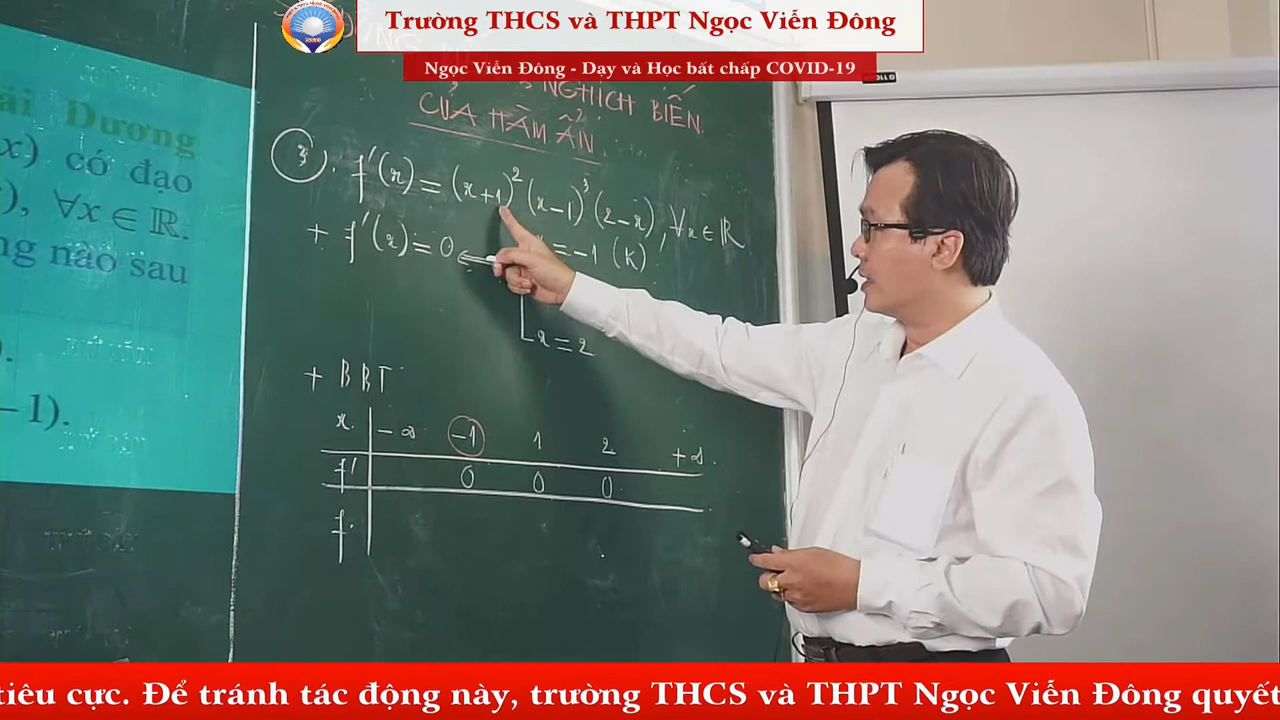 Trường THCS và THPT Ngọc Viễn Đông
Ngọc Viễn Đông - Dạy và Học bất chấp COVID-19
ải Dương
x) có đạo
), ∀x ∈ ℝ.
ng nào sau
).
–1).
NGHỊCH BIẾN.
CỦA HÀM ẨN
3). f'(x) = (x+1)² (x–1)³ (2–x), ∀x ∈ ℝ
+ f'(x) = 0 ⇐ x = –1 (K)
x = 2
+ BBT
x. –∞ –1 1 2 +∞.
f' 0 0 0
f.
tiêu cực. Để tránh tác động này, trường THCS và THPT Ngọc Viễn Đông quyết